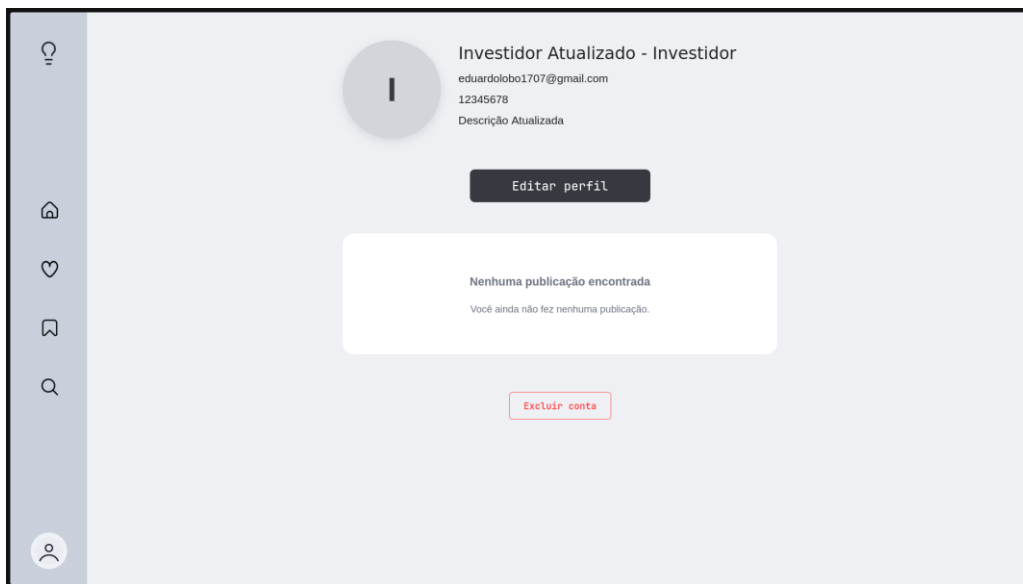 I
Investidor Atualizado - Investidor
eduardolobo1707@gmail.com
12345678
Descrição Atualizada
Editar perfil
Nenhuma publicação encontrada
Você ainda não fez nenhuma publicação.
Excluir conta